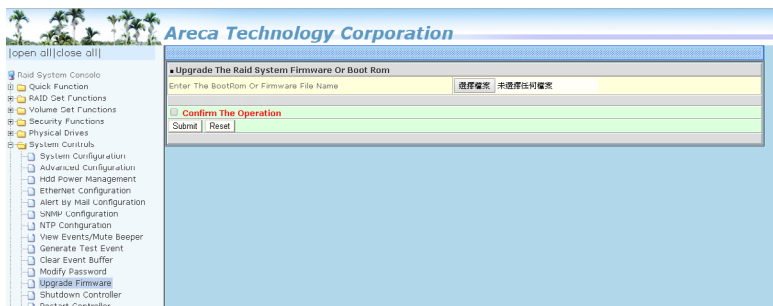 Areca Technology Corporation
|open all|close all|
Raid System Console
Quick Function
RAID Set Functions
Volume Set Functions
Security Functions
Physical Drives
System Controls
System Configuration
Advanced Configuration
Hdd Power Management
EtherNet Configuration
Alert By Mail Configuration
SNMP Configuration
NTP Configuration
View Events/Mute Beeper
Generate Test Event
Clear Event Buffer
Modify Password
Upgrade Firmware
Shutdown Controller
Restart Controller
Upgrade The Raid System Firmware Or Boot Rom
Enter The BootRom Or Firmware File Name 選擇檔案 未選擇任何檔案
Confirm The Operation
Submit Reset